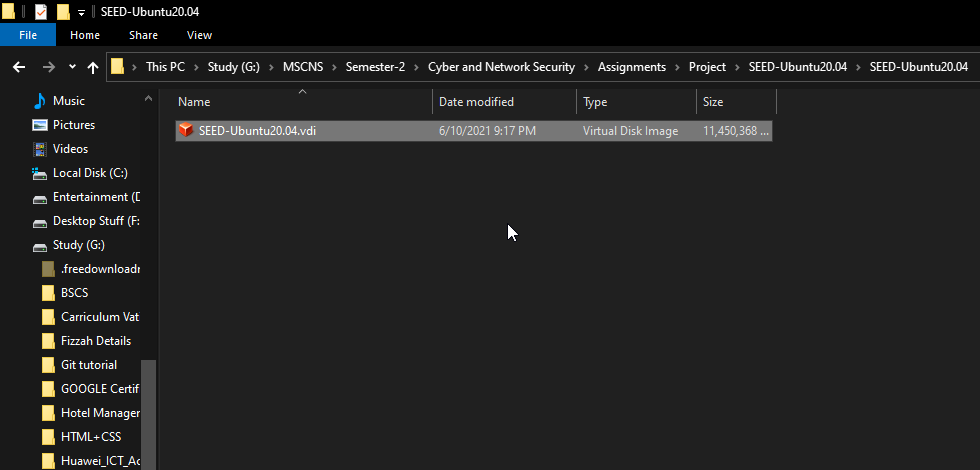 SEED-Ubuntu20.04
File Home Share View
This PC Study (G:) MSCNS Semester-2 Cyber and Network Security Assignments Project SEED-Ubuntu20.04 SEED-Ubuntu20.04
Name Date modified Type Size
SEED-Ubuntu20.04.vdi 6/10/2021 9:17 PM Virtual Disk Image 11,450,368 ...
Music
Pictures
Videos
Local Disk (C:)
Entertainment (D
Desktop Stuff (F:
Study (G:)
.freedownloadr
BSCS
Carriculum Vat
Fizzah Details
Git tutorial
GOOGLE Certif
Hotel Manager
HTML+CSS
Huawei_ICT_Ac